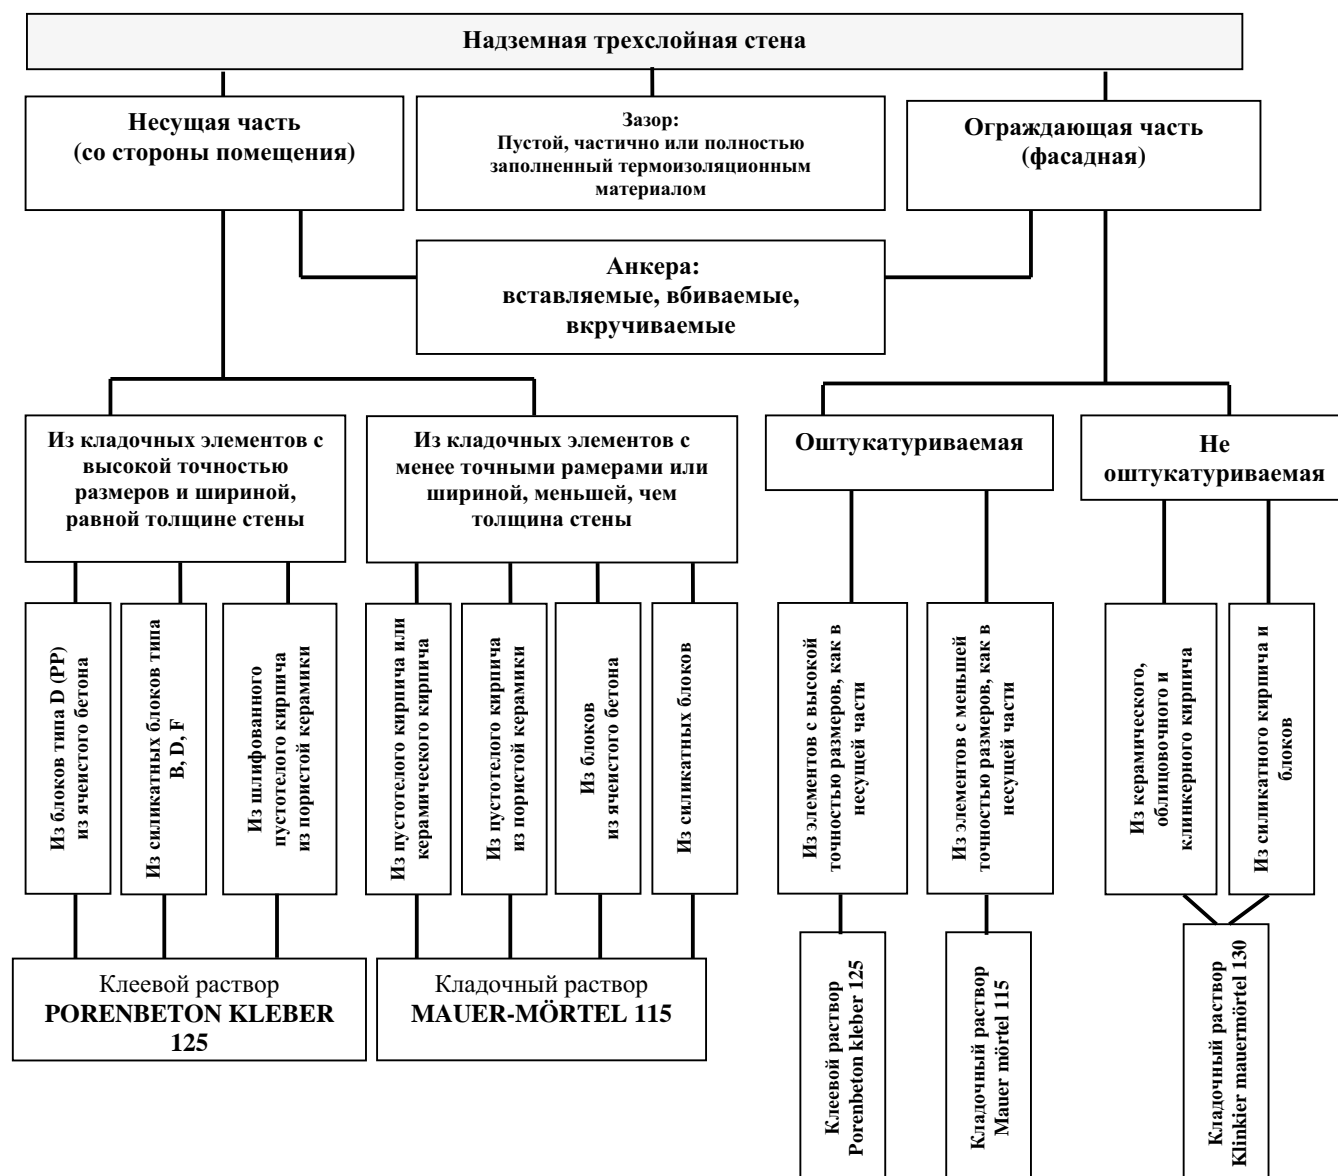 Надземная трехслойная стена
Несущая часть
(со стороны помещения)
Зазор:
Пустой, частично или полностью
заполненный термоизоляционным
материалом
Ограждающая часть
(фасадная)
Анкера:
вставляемые, вбиваемые,
вкручиваемые
Из кладочных элементов с
высокой точностью
размеров и шириной,
равной толщине стены
Из кладочных элементов с
менее точными рамерами или
шириной, меньшей, чем
толщина стены
Оштукатуриваемая
Не
оштукатуриваемая
Из блоков типа D (PP)
из ячеистого бетона
Из силикатных блоков типа
B, D, F
Из шлифованного
пустотелого кирпича
из пористой керамики
Из пустотелого кирпича или
керамического кирпича
Из пустотелого кирпича
из пористой керамики
Из блоков
из ячеистого бетона
Из силикатных блоков
Из элементов с высокой
точностью размеров, как в
несущей части
Из элементов с меньшей
точностью размеров, как в
несущей части
Из керамического,
облицовочного и
клинкерного кирпича
Из силикатного кирпича и
блоков
Клеевой раствор
PORENBETON KLEBER
125
Кладочный раствор
MAUER-MÖRTEL 115
Клеевой раствор
Porenbeton kleber 125
Кладочный раствор
Mauer mörtel 115
Кладочный раствор
Klinkier mauermörtel 130